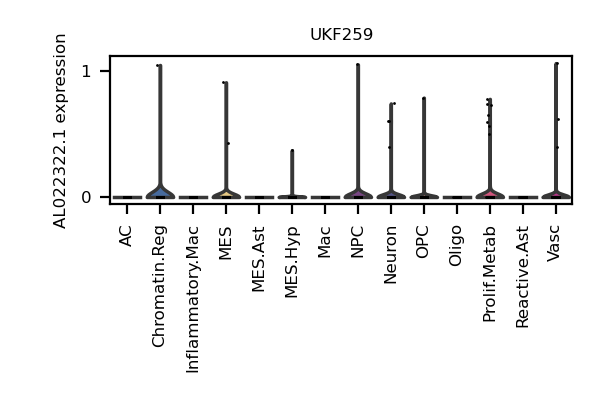 UKF259
AL022322.1 expression
1
0
AC
Chromatin.Reg
Inflammatory.Mac
MES
MES.Ast
MES.Hyp
Mac
NPC
Neuron
OPC
Oligo
Prolif.Metab
Reactive.Ast
Vasc